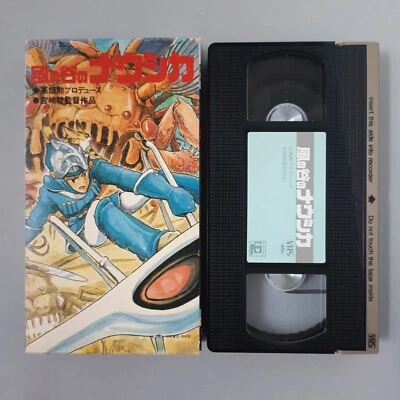 風の谷のナウシカ
●高畑勲プロデュース
●宮崎駿監督作品
風の谷のナウシカ
VHS
Insert this side into recorder
Do not touch the tape inside
VHS